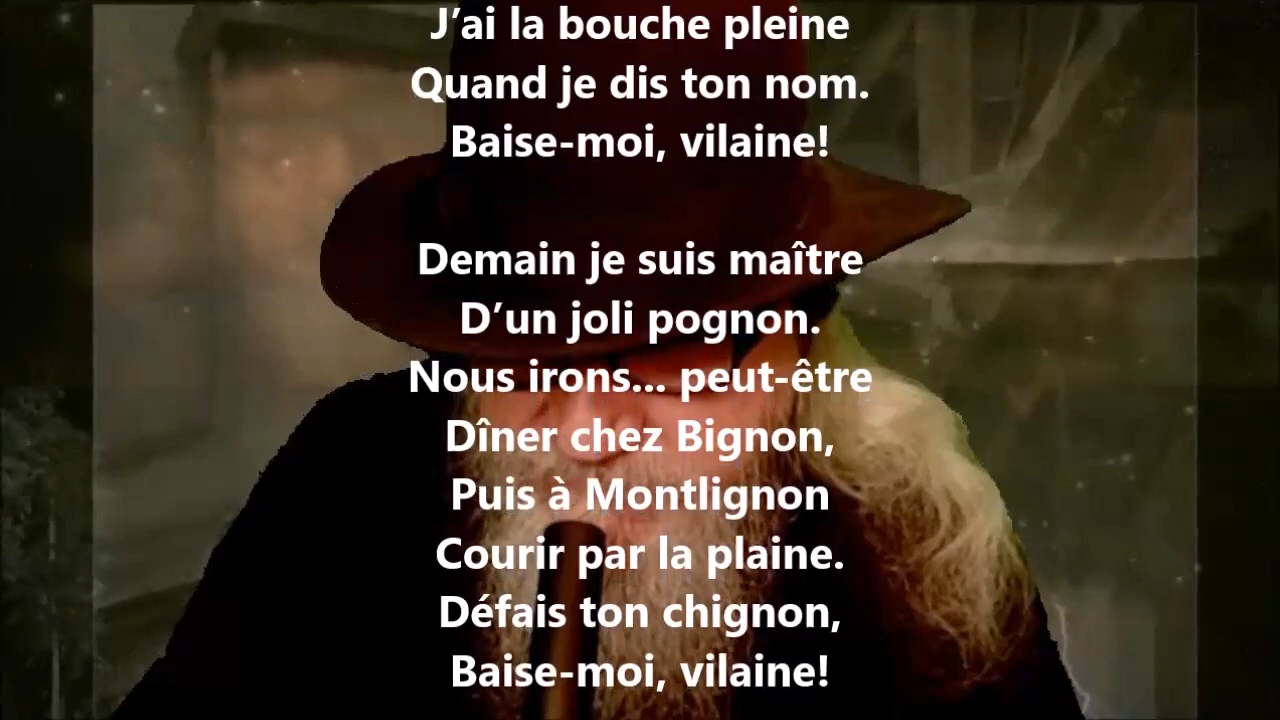 J’ai la bouche pleine
Quand je dis ton nom.
Baise-moi, vilaine!
Demain je suis maître
D’un joli pognon.
Nous irons... peut-être
Dîner chez Bignon,
Puis à Montlignon
Courir par la plaine.
Défais ton chignon,
Baise-moi, vilaine!